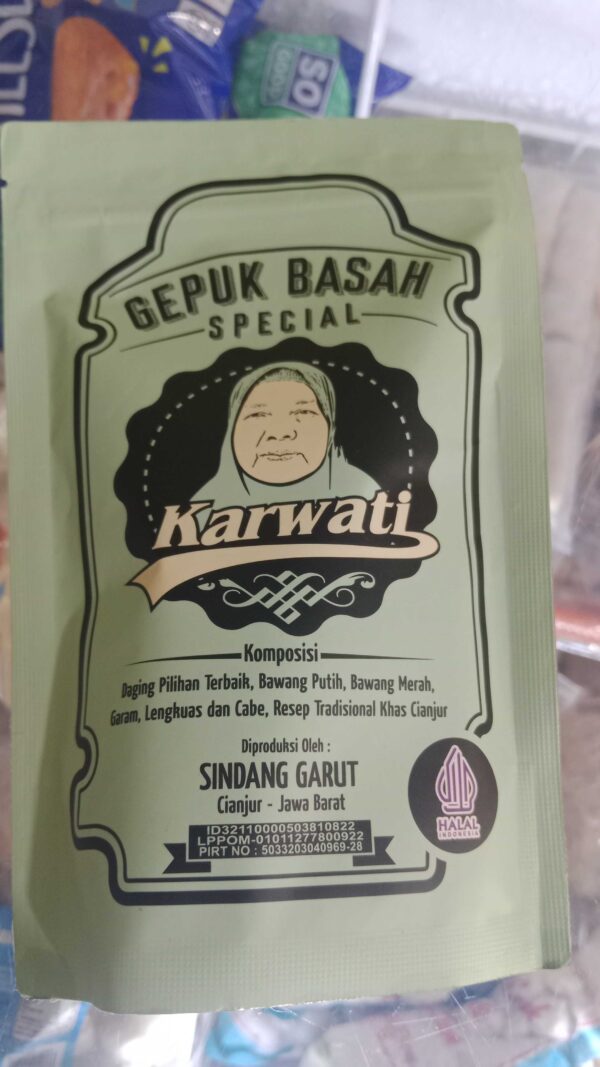 GEPUK BASAH
SPECIAL
Karwati
Komposisi
Daging Pilihan Terbaik, Bawang Putih, Bawang Merah,
Garam, Lengkuas dan Cabe, Resep Tradisional Khas Cianjur
Diproduksi Oleh :
SINDANG GARUT
Cianjur - Jawa Barat
ID32110000503810822
LPPOM-01011277800922
PIRT NO : 5033203040969-28
HALAL
INDONESIA